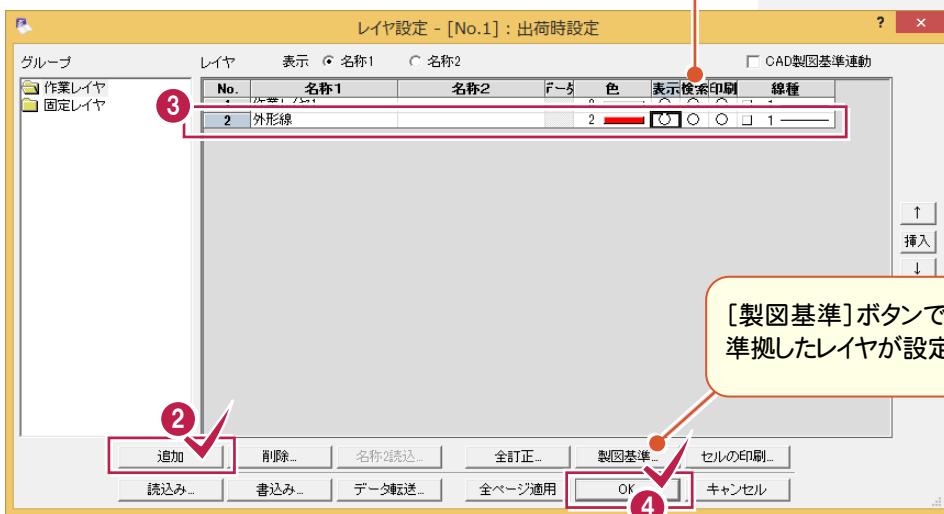 レイヤ設定 - [No.1] : 出荷時設定
? ×
グループ レイヤ 表示 名称1 名称2 CAD製図基準連動
作業レイヤ
固定レイヤ
No. 名称1 名称2 データ 色 表示 検索 印刷 線種
3
2 外形線 2 1
↑
挿入
↓
[製図基準]ボタンで
準拠したレイヤが設定
2
追加 削除... 名称2読込... 全訂正... 製図基準... セルの印刷...
読込み... 書込み... データ転送... 全ページ適用 OK キャンセル
4